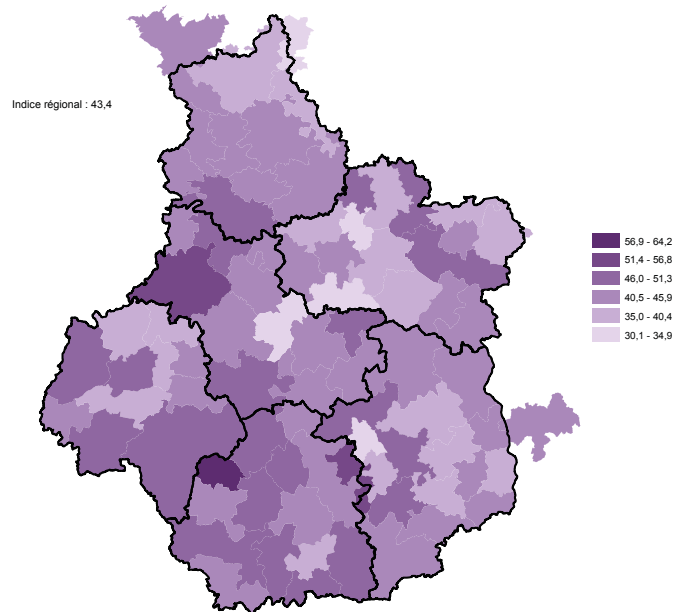 Indice régional : 43,4
56,9 - 64,2
51,4 - 56,8
46,0 - 51,3
40,5 - 45,9
35,0 - 40,4
30,1 - 34,9